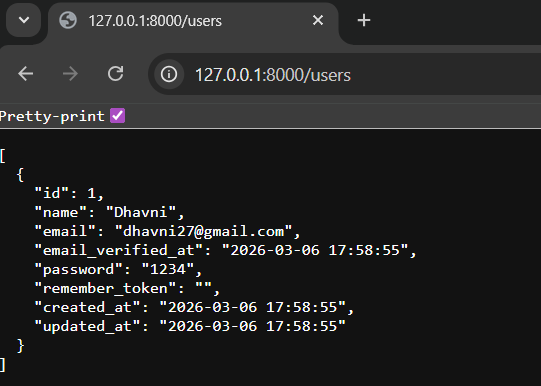 127.0.0.1:8000/users
127.0.0.1:8000/users
Pretty-print
[
  {
    "id": 1,
    "name": "Dhavni",
    "email": "dhavni27@gmail.com",
    "email_verified_at": "2026-03-06 17:58:55",
    "password": "1234",
    "remember_token": "",
    "created_at": "2026-03-06 17:58:55",
    "updated_at": "2026-03-06 17:58:55"
  }
]